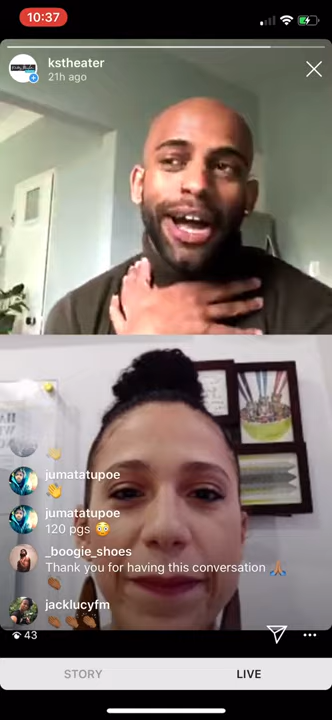 10:37
kstheater
21h ago
jumatatupoe
jumatatupoe
120 pgs 😳
_boogie_shoes
Thank you for having this conversation 🙏🏾
jacklucyfm
43
STORY
LIVE